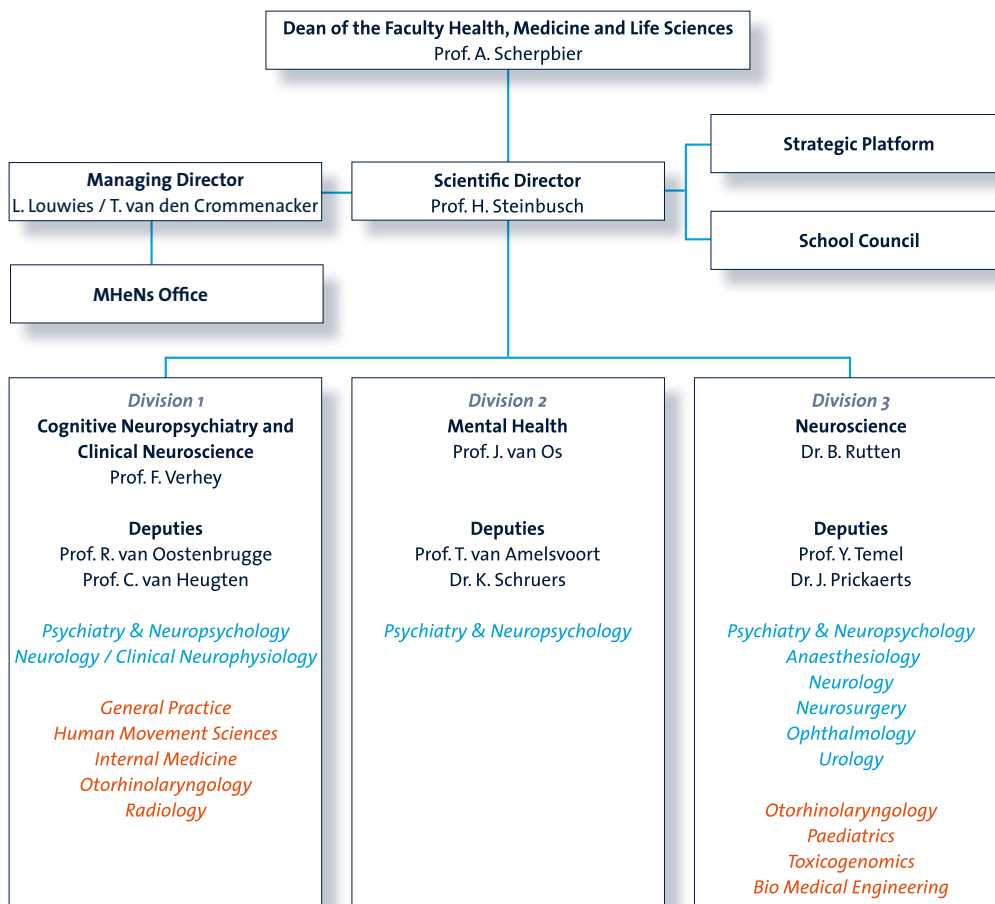 Dean of the Faculty Health, Medicine and Life Sciences
Prof. A. Scherpbier
Strategic Platform
Managing Director
L. Louwies / T. van den Crommenacker
Scientific Director
Prof. H. Steinbusch
School Council
MHeNs Office
Division 1
Cognitive Neuropsychiatry and
Clinical Neuroscience
Prof. F. Verhey
Deputies
Prof. R. van Oostenbrugge
Prof. C. van Heugten
Psychiatry & Neuropsychology
Neurology / Clinical Neurophysiology
General Practice
Human Movement Sciences
Internal Medicine
Otorhinolaryngology
Radiology
Division 2
Mental Health
Prof. J. van Os
Deputies
Prof. T. van Amelsvoort
Dr. K. Schruers
Psychiatry & Neuropsychology
Division 3
Neuroscience
Dr. B. Rutten
Deputies
Prof. Y. Temel
Dr. J. Prickaerts
Psychiatry & Neuropsychology
Anaesthesiology
Neurology
Neurosurgery
Ophthalmology
Urology
Otorhinolaryngology
Paediatrics
Toxicogenomics
Bio Medical Engineering